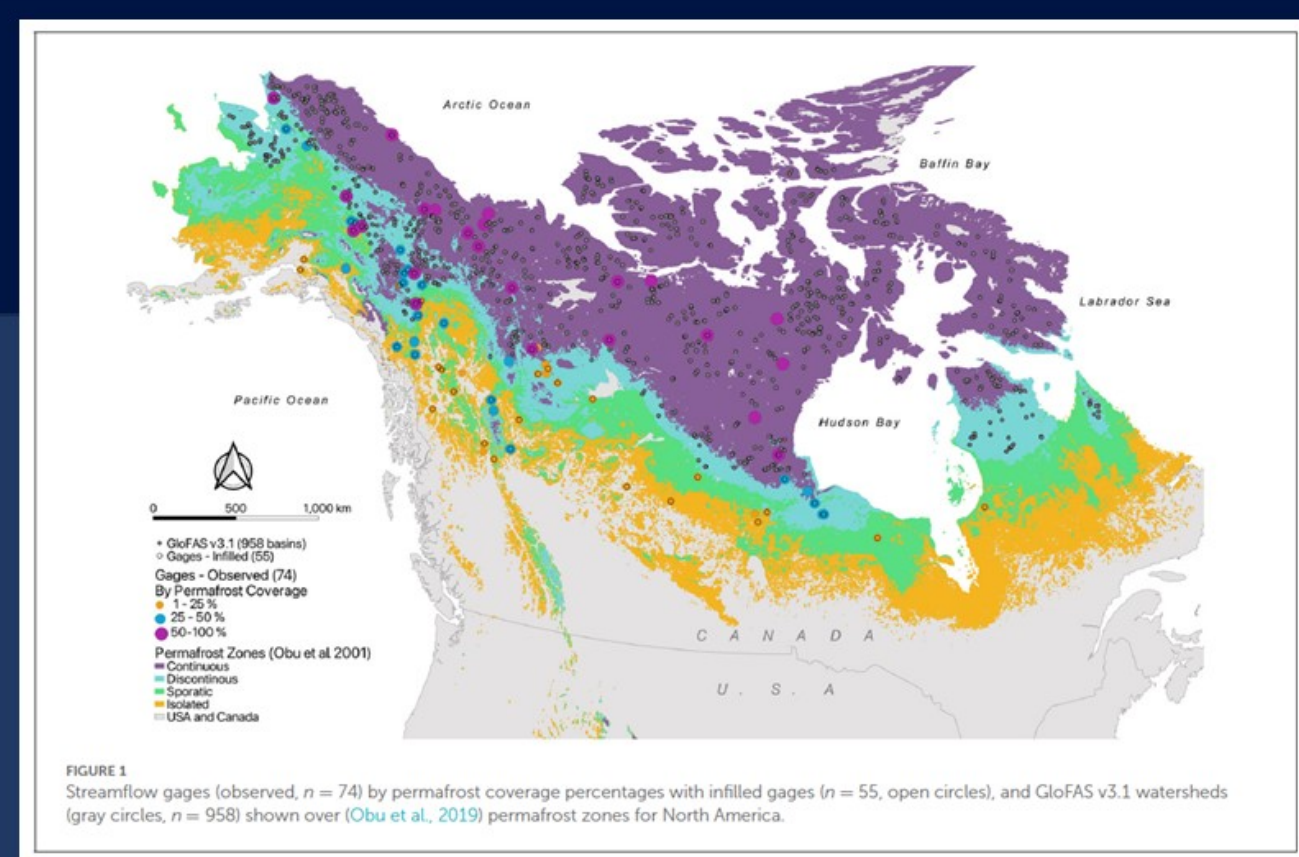 Arctic Ocean
Baffin Bay
Labrador Sea
Pacific Ocean
Hudson Bay
0 500 1,000 km
GloFAS v3.1 (958 basins)
Gages - Infilled (55)
Gages - Observed (74)
By Permafrost Coverage
1 - 25 %
25 - 50 %
50-100 %
Permafrost Zones (Obu et al. 2001)
Continuous
Discontinous
Sporatic
Isolated
USA and Canada
CANADA
U.S.A
FIGURE 1
Streamflow gages (observed, n = 74) by permafrost coverage percentages with infilled gages (n = 55, open circles), and GloFAS v3.1 watersheds
(gray circles, n = 958) shown over (Obu et al., 2019) permafrost zones for North America.